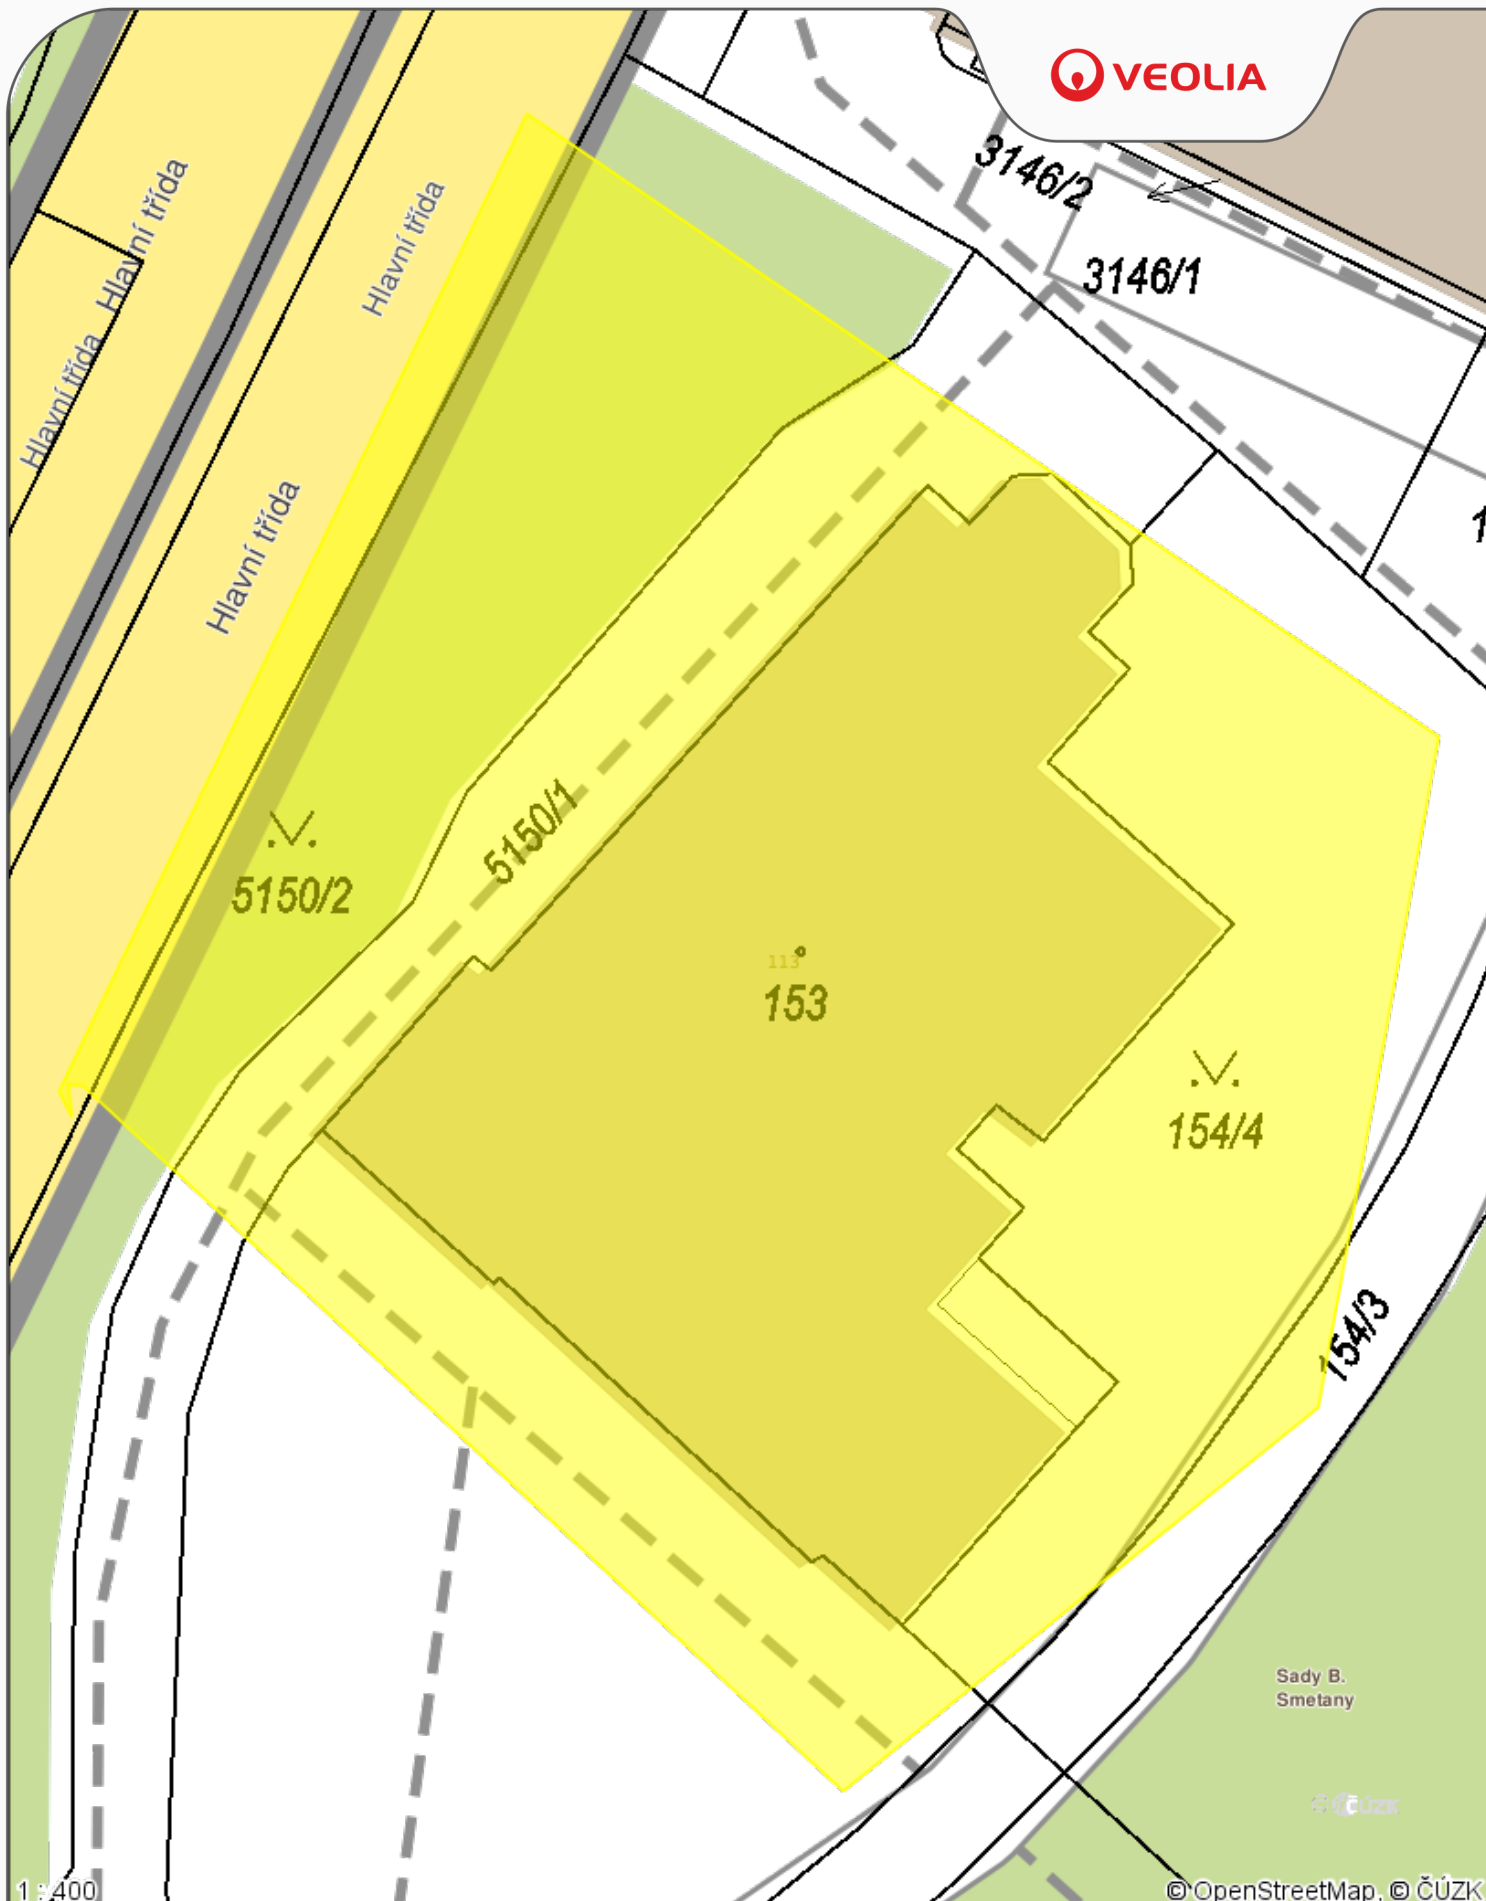 VEOLIA
3146/2
3146/1
Hlavní třída
Hlavní třída
Hlavní třída
Hlavní třída
5150/1
5150/2
113
153
154/4
154/3
Sady B.
Smetany
1 : 400
© OpenStreetMap, © ČÚZK